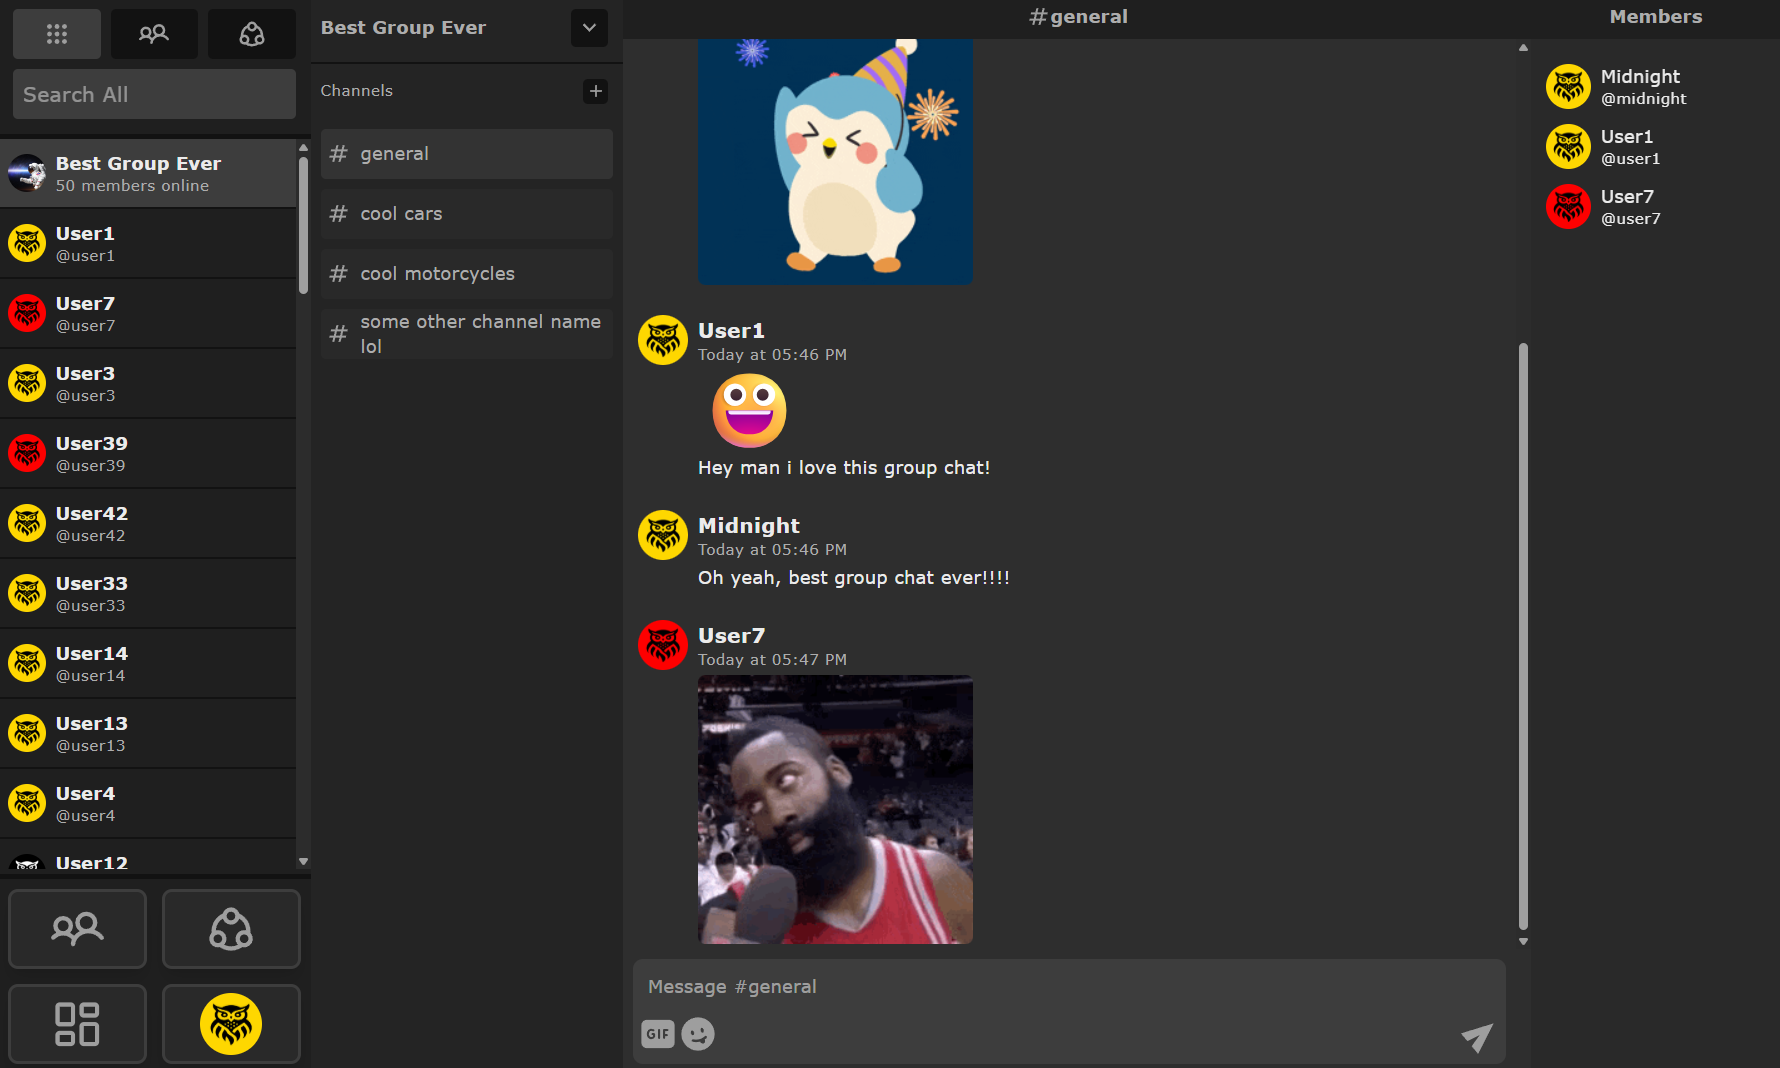 Search All
Best Group Ever
50 members online
User1
@user1
User7
@user7
User3
@user3
User39
@user39
User42
@user42
User33
@user33
User14
@user14
User13
@user13
User4
@user4
User12
Best Group Ever
Channels
# general
# cool cars
# cool motorcycles
# some other channel name
lol
#general
User1
Today at 05:46 PM
Hey man i love this group chat!
Midnight
Today at 05:46 PM
Oh yeah, best group chat ever!!!!
User7
Today at 05:47 PM
Message #general
GIF
Members
Midnight
@midnight
User1
@user1
User7
@user7